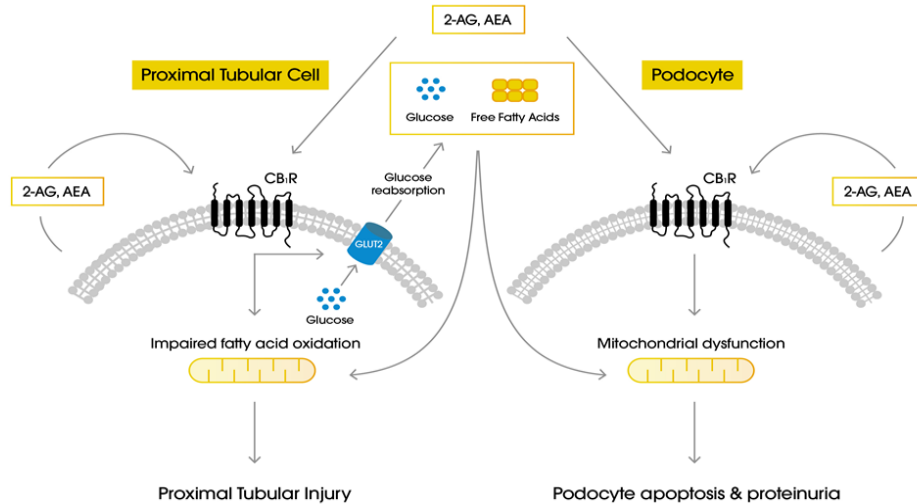 2-AG, AEA
Proximal Tubular Cell
Podocyte
Glucose
Free Fatty Acids
2-AG, AEA
CB₁R
Glucose
reabsorption
GLUT2
Glucose
CB₁R
2-AG, AEA
Impaired fatty acid oxidation
Mitochondrial dysfunction
Proximal Tubular Injury
Podocyte apoptosis & proteinuria